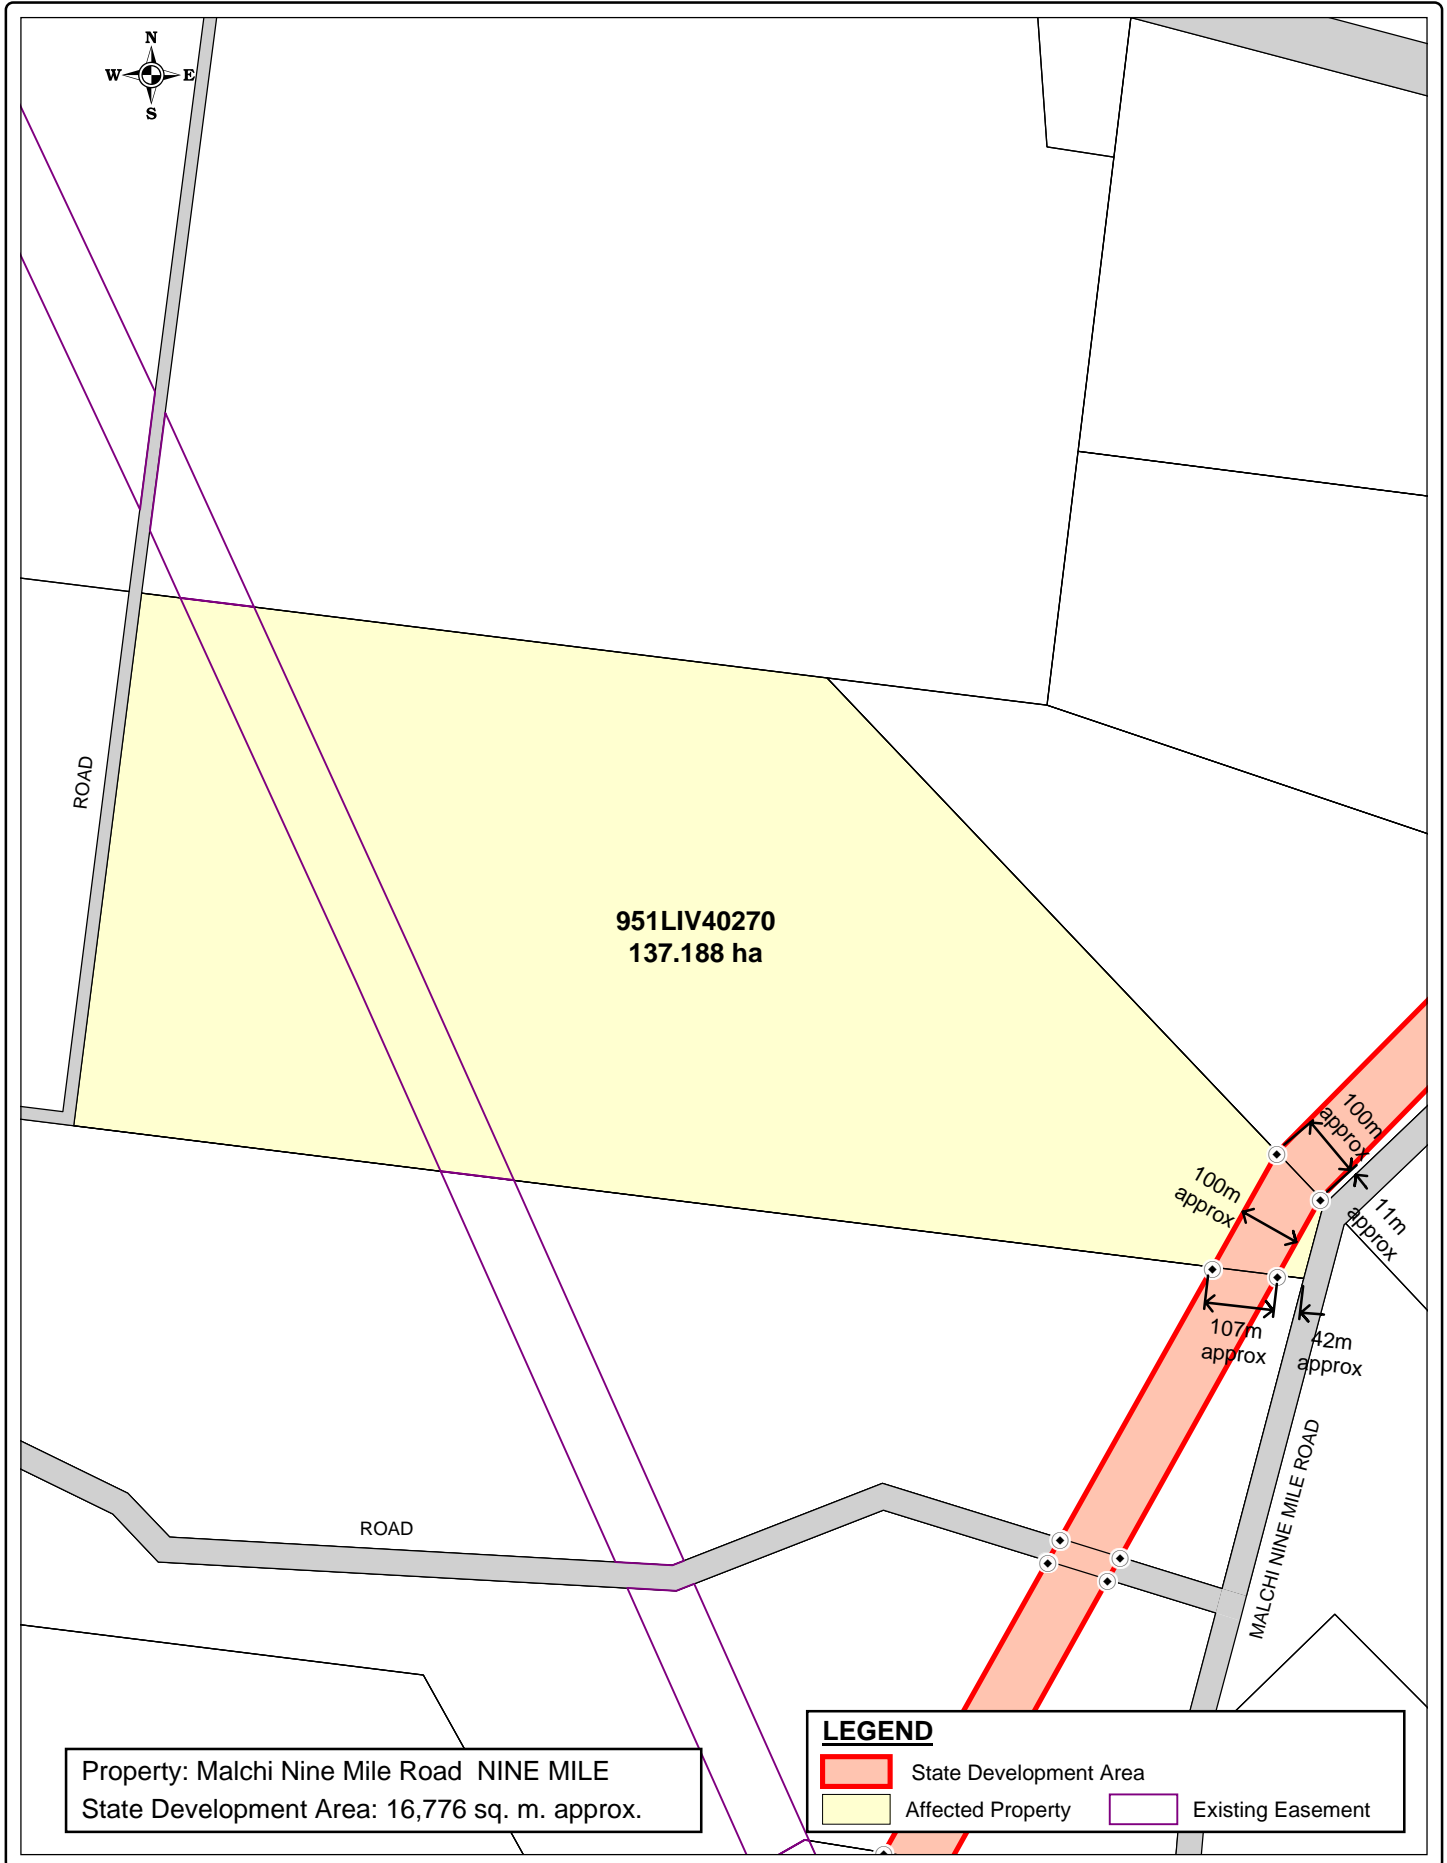 N
W E
S
ROAD
951LIV40270
137.188 ha
100m
approx
100m
approx
11m
approx
107m
approx
42m
approx
ROAD
MALCHI NINE MILE ROAD
Property: Malchi Nine Mile Road NINE MILE
State Development Area: 16,776 sq. m. approx.
LEGEND
State Development Area
Affected Property
Existing Easement